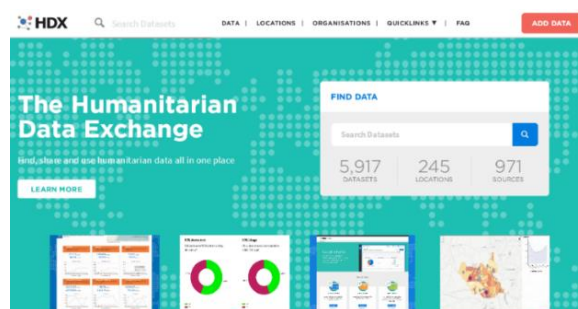 HDX
Search Datasets
DATA | LOCATIONS | ORGANISATIONS | QUICKLINKS ▼ | FAQ
ADD DATA
The Humanitarian
Data Exchange
Find, share and use humanitarian data all in one place
LEARN MORE
FIND DATA
Search Datasets
5,917 245 971
DATASETS LOCATIONS SOURCES